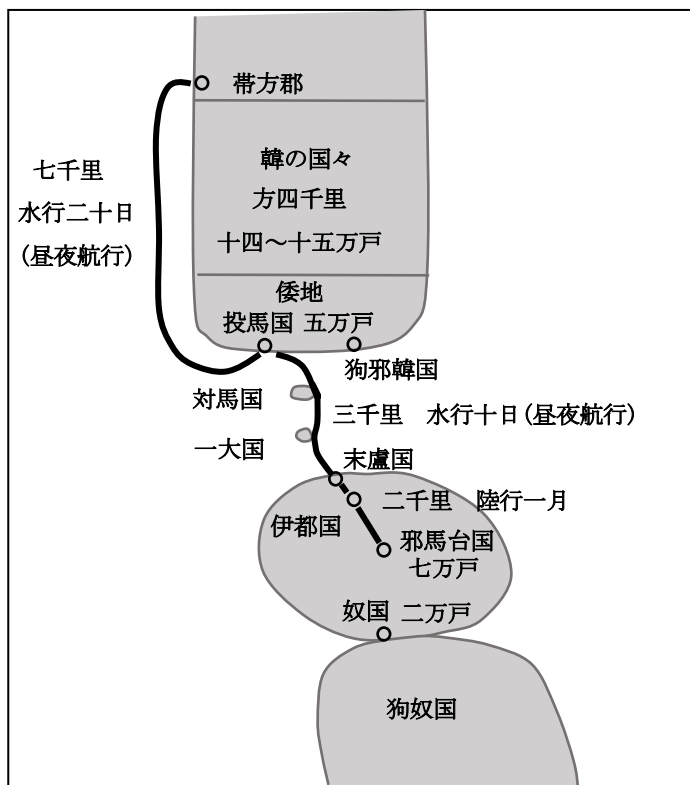 帯方郡
韓の国々
方四千里
十四～十五万戸
七千里
水行二十日
(昼夜航行)
倭地
投馬国 五万戸
狗邪韓国
対馬国
三千里 水行十日(昼夜航行)
一大国
末盧国
二千里 陸行一月
伊都国
邪馬台国
七万戸
奴国 二万戸
狗奴国